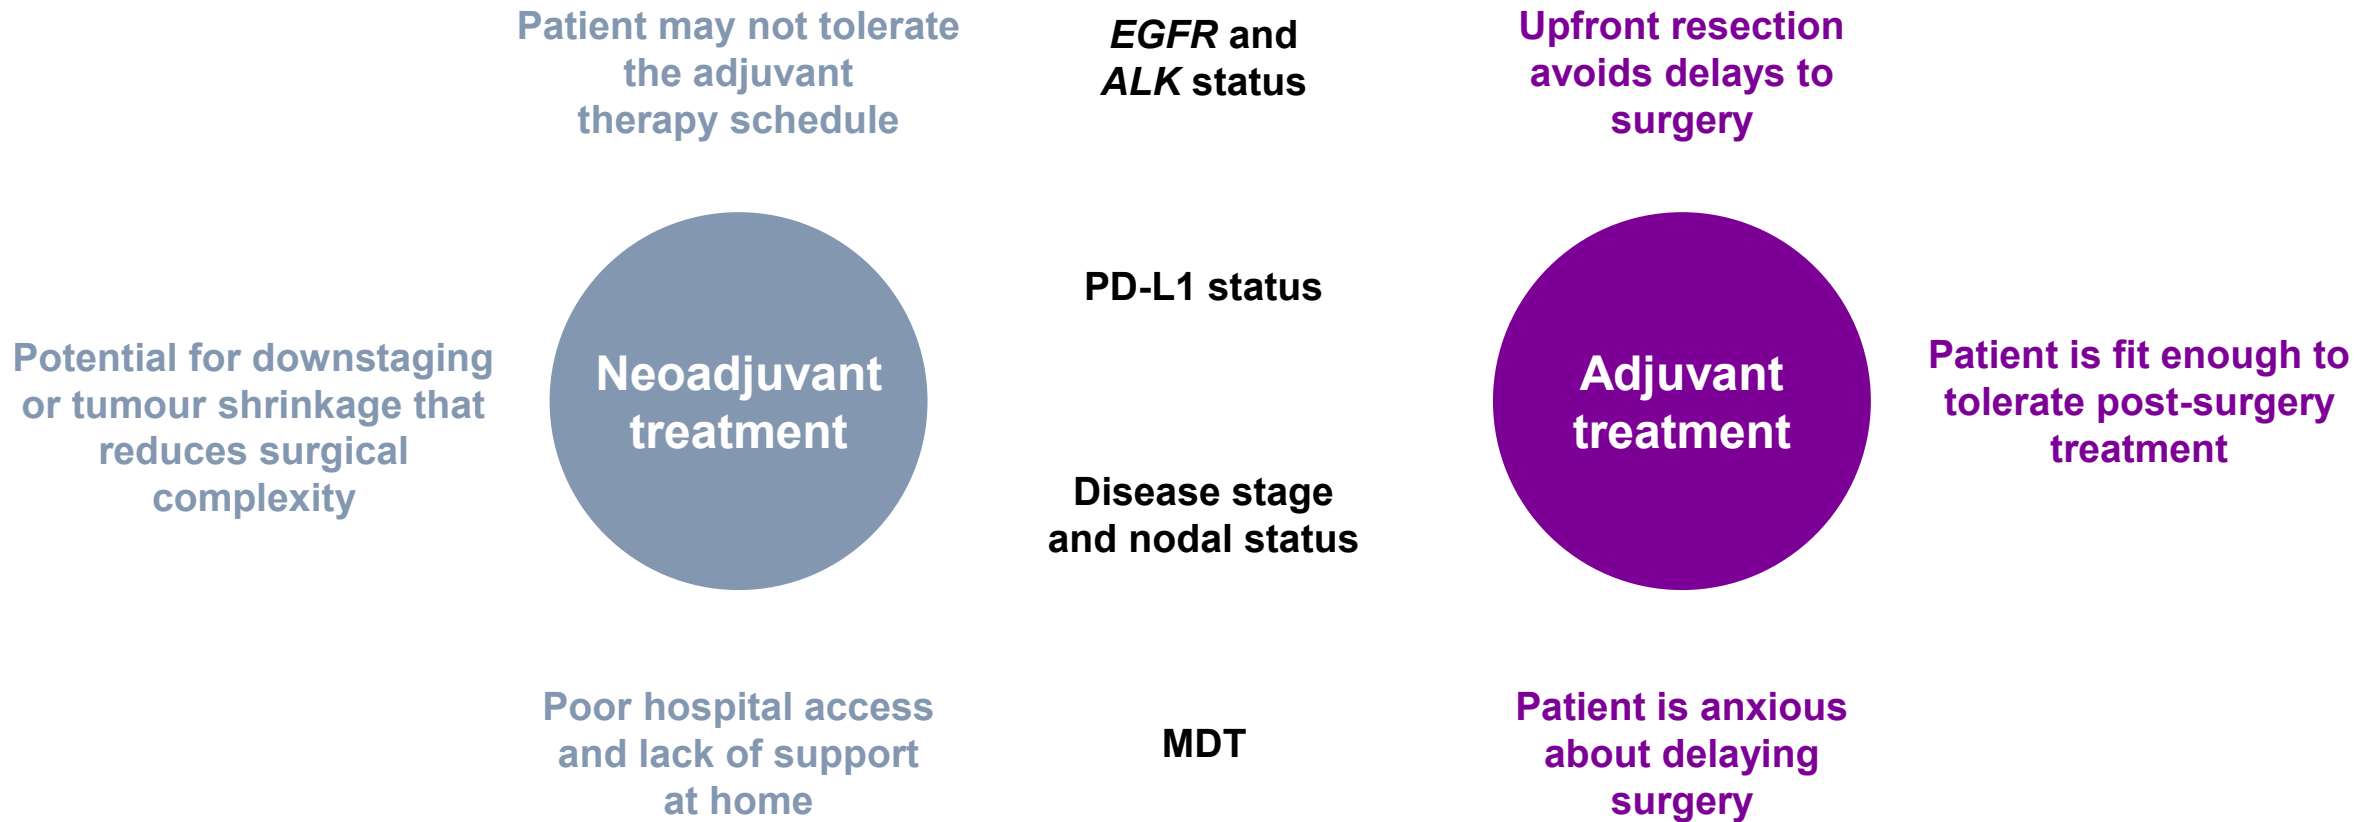 Patient may not tolerate
the adjuvant
therapy schedule
Potential for downstaging
or tumour shrinkage that
reduces surgical
complexity
Neoadjuvant
treatment
Poor hospital access
and lack of support
at home
EGFR and
ALK status
PD-L1 status
Disease stage
and nodal status
MDT
Upfront resection
avoids delays to
surgery
Adjuvant
treatment
Patient is fit enough to
tolerate post-surgery
treatment
Patient is anxious
about delaying
surgery